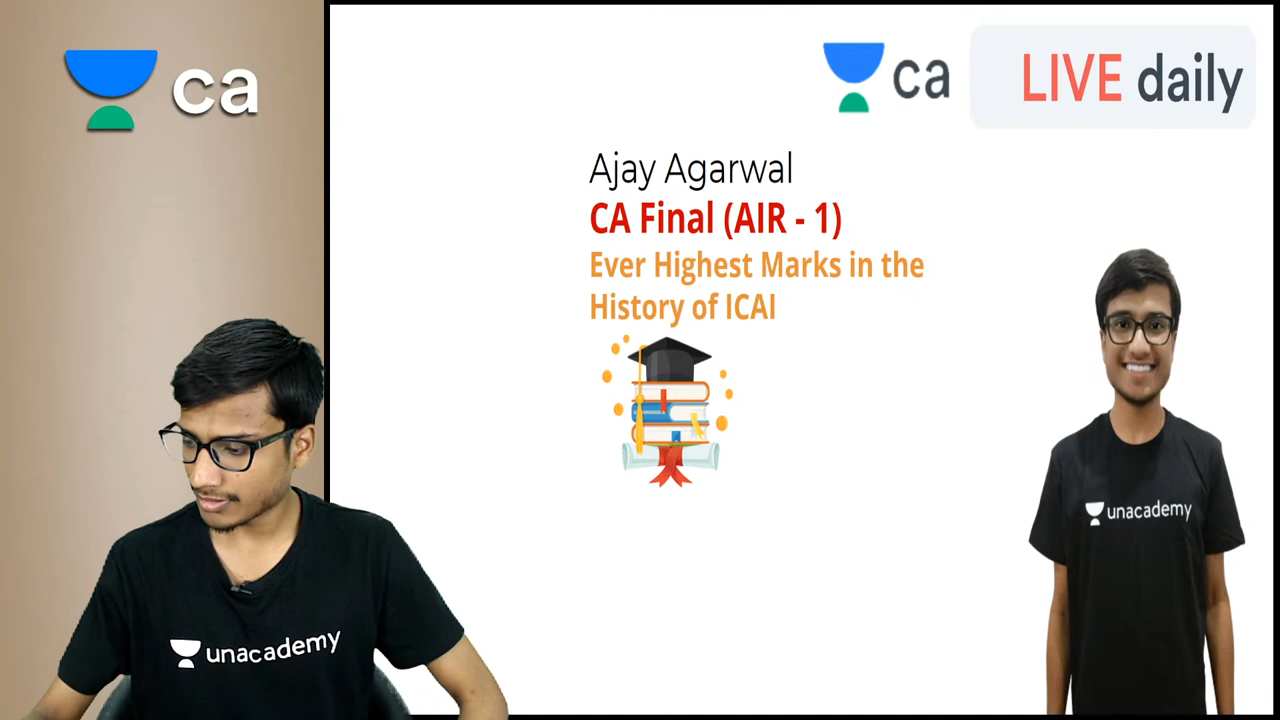 ca
ca
LIVE daily
Ajay Agarwal
CA Final (AIR - 1)
Ever Highest Marks in the
History of ICAI
unacademy
unacademy